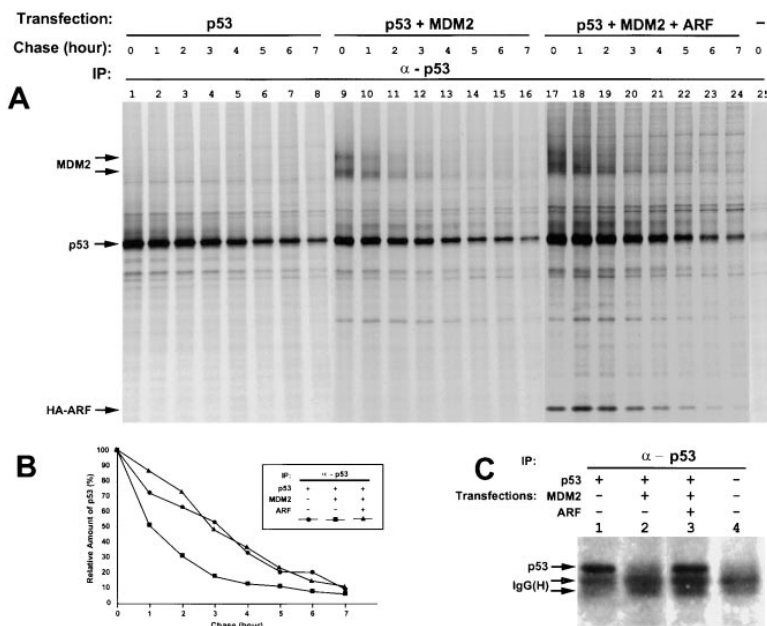 Transfection: p53 p53 + MDM2 p53 + MDM2 + ARF –
Chase (hour): 0 1 2 3 4 5 6 7 0 1 2 3 4 5 6 7 0 1 2 3 4 5 6 7 0
IP: α - p53
A
1 2 3 4 5 6 7 8 9 10 11 12 13 14 15 16 17 18 19 20 21 22 23 24 25
MDM2
p53
HA-ARF
B
Relative Amount of p53 (%)
100
90
80
70
60
50
40
30
20
10
0
0 1 2 3 4 5 6 7
Chase (hour)
IP: α – p53
p53 + + +
MDM2 – + +
ARF – – +
C
IP: α – p53
p53 + + + –
Transfections: MDM2 – + + –
ARF – – + –
1 2 3 4
p53
IgG(H)